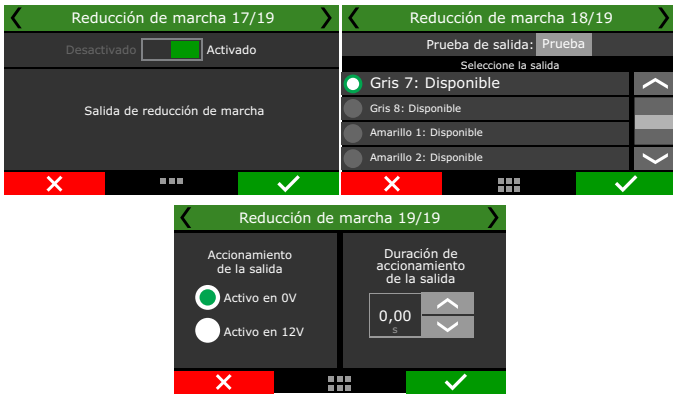 Reducción de marcha 17/19
Desactivado Activado
Salida de reducción de marcha
Reducción de marcha 18/19
Prueba de salida: Prueba
Seleccione la salida
Gris 7: Disponible
Gris 8: Disponible
Amarillo 1: Disponible
Amarillo 2: Disponible
Reducción de marcha 19/19
Accionamiento
de la salida
Activo en 0V
Activo en 12V
Duración de
accionamiento
de la salida
0,00
s